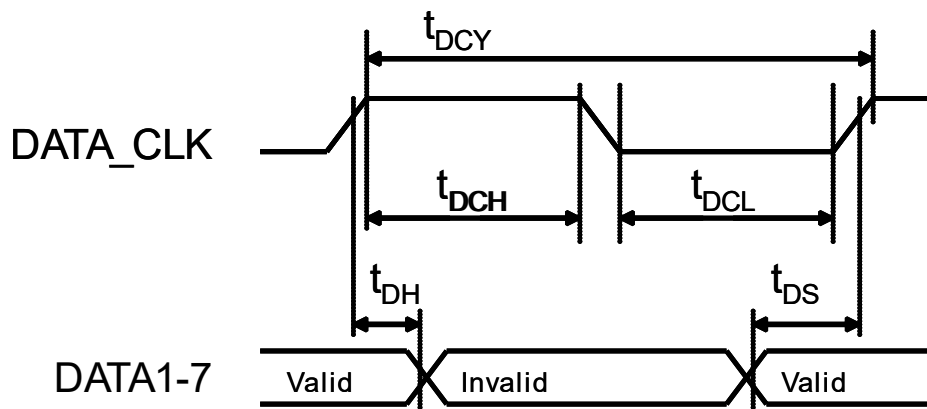 tDCY
DATA_CLK
tDCH
tDCL
tDH
tDS
DATA1-7
Valid
Invalid
Valid